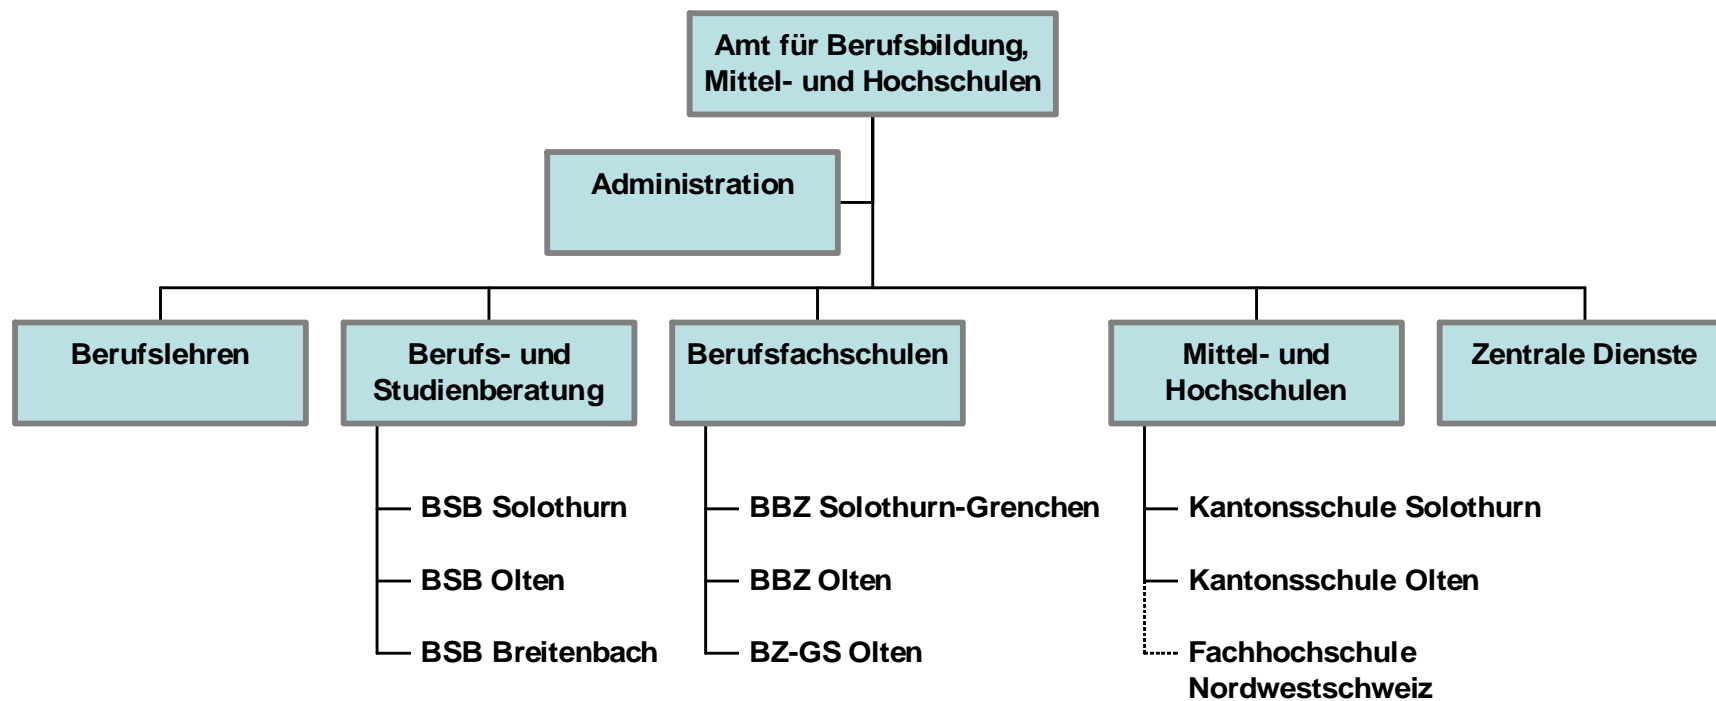 Amt für Berufsbildung,
Mittel- und Hochschulen
Administration
Berufslehren
Berufs- und
Studienberatung
Berufsfachschulen
Mittel- und
Hochschulen
Zentrale Dienste
BSB Solothurn
BSB Olten
BSB Breitenbach
BBZ Solothurn-Grenchen
BBZ Olten
BZ-GS Olten
Kantonsschule Solothurn
Kantonsschule Olten
Fachhochschule
Nordwestschweiz